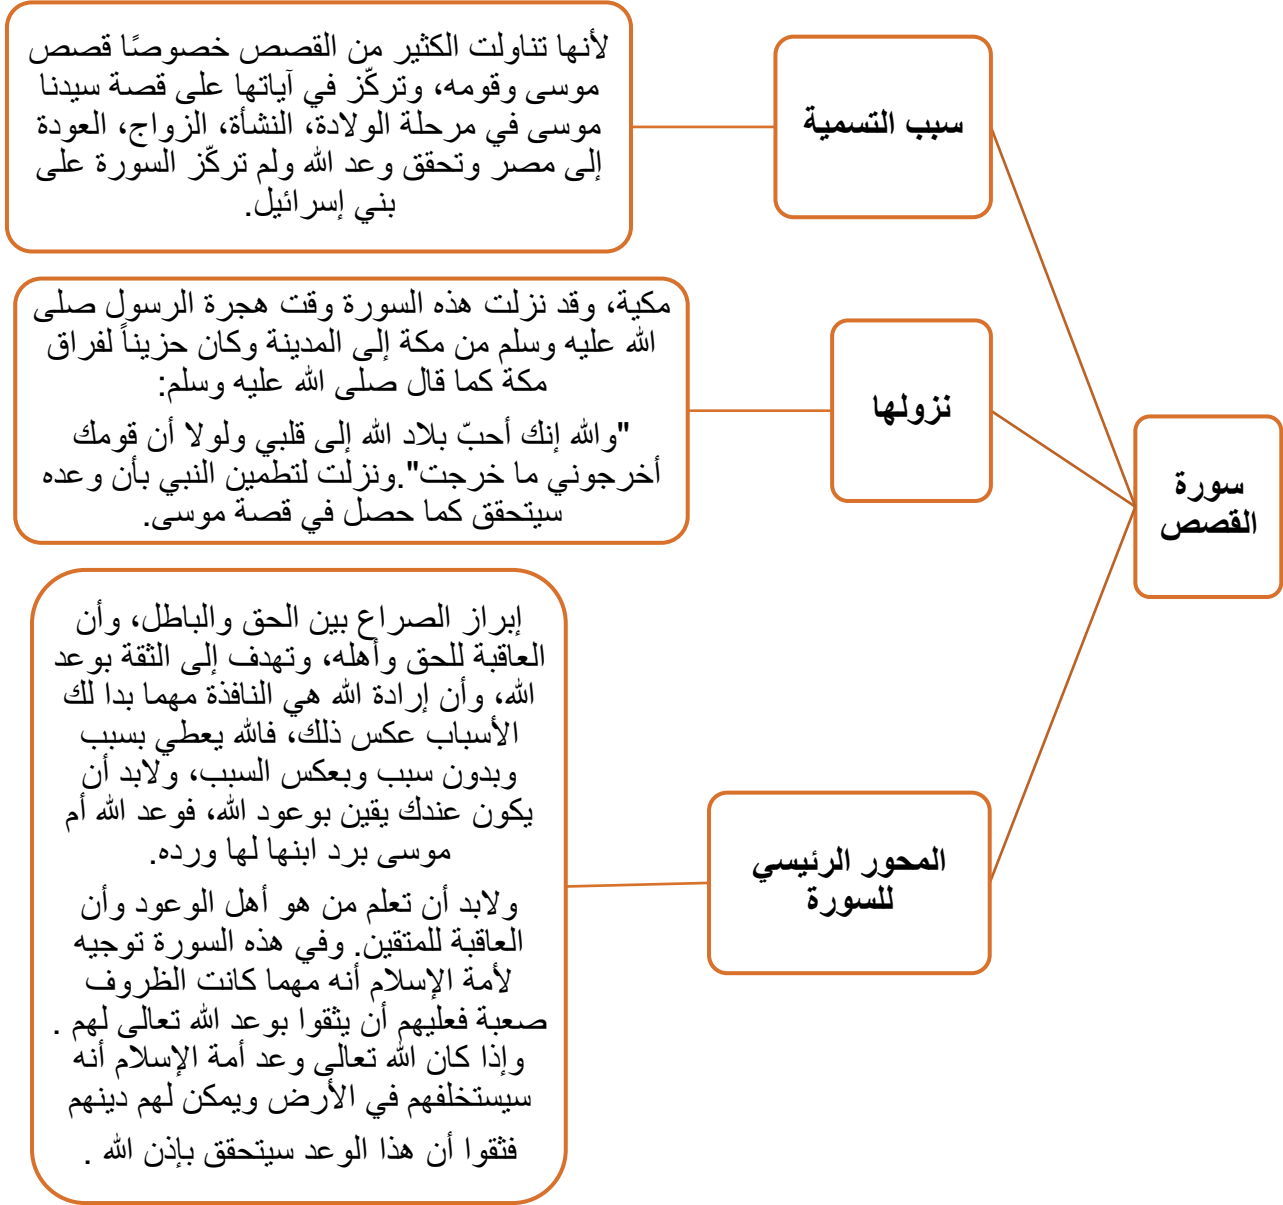 سورة
القصص
سبب التسمية
لأنها تناولت الكثير من القصص خصوصًا قصص
موسى وقومه، وتركّز في آياتها على قصة سيدنا
موسى في مرحلة الولادة، النشأة، الزواج، العودة
إلى مصر وتحقق وعد الله ولم تركّز السورة على
بني إسرائيل.
نزولها
مكية، وقد نزلت هذه السورة وقت هجرة الرسول صلى
الله عليه وسلم من مكة إلى المدينة وكان حزيناً لفراق
مكة كما قال صلى الله عليه وسلم:
"والله إنك أحبّ بلاد الله إلى قلبي ولولا أن قومك
أخرجوني ما خرجت".ونزلت لتطمين النبي بأن وعده
سيتحقق كما حصل في قصة موسى.
المحور الرئيسي
للسورة
إبراز الصراع بين الحق والباطل، وأن
العاقبة للحق وأهله، وتهدف إلى الثقة بوعد
الله، وأن إرادة الله هي النافذة مهما بدا لك
الأسباب عكس ذلك، فالله يعطي بسبب
وبدون سبب وبعكس السبب، ولابد أن
يكون عندك يقين بوعود الله، فوعد الله أم
موسى برد ابنها لها ورده.
ولابد أن تعلم من هو أهل الوعود وأن
العاقبة للمتقين. وفي هذه السورة توجيه
لأمة الإسلام أنه مهما كانت الظروف
صعبة فعليهم أن يثقوا بوعد الله تعالى لهم .
وإذا كان الله تعالى وعد أمة الإسلام أنه
سيستخلفهم في الأرض ويمكن لهم دينهم
فثقوا أن هذا الوعد سيتحقق بإذن الله .